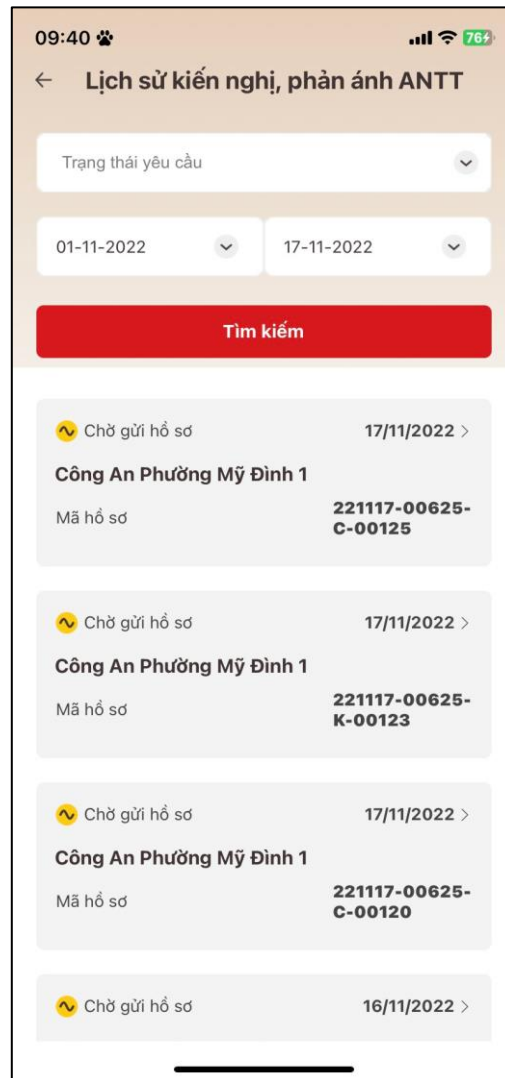 09:40
76
Lịch sử kiến nghị, phản ánh ANTT
Trạng thái yêu cầu
01-11-2022
17-11-2022
Tìm kiếm
Chờ gửi hồ sơ
17/11/2022
Công An Phường Mỹ Đình 1
Mã hồ sơ
221117-00625-
C-00125
Chờ gửi hồ sơ
17/11/2022
Công An Phường Mỹ Đình 1
Mã hồ sơ
221117-00625-
K-00123
Chờ gửi hồ sơ
17/11/2022
Công An Phường Mỹ Đình 1
Mã hồ sơ
221117-00625-
C-00120
Chờ gửi hồ sơ
16/11/2022